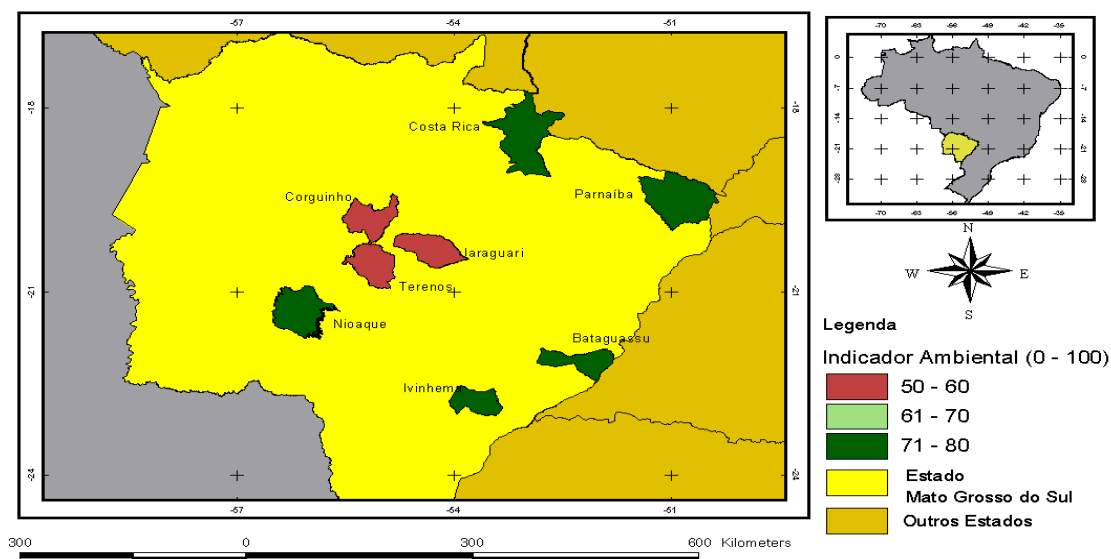 -57 -54 -51
-18 -18
Costa Rica
Parnaíba
Corguinho
Jaraguari
Terenos
-21 -21
Nioaque
Bataguassu
Ivinhema
-24 -24
-57 -54 -51
300 0 300 600 Kilometers
-70 -63 -56 -49 -42 -35
0 0
-7 -7
-14 -14
-21 -21
-28 -28
-70 -63 -56 -49 -42 -35
N
W E
S
Legenda
Indicador Ambiental (0 - 100)
50 - 60
61 - 70
71 - 80
Estado
Mato Grosso do Sul
Outros Estados